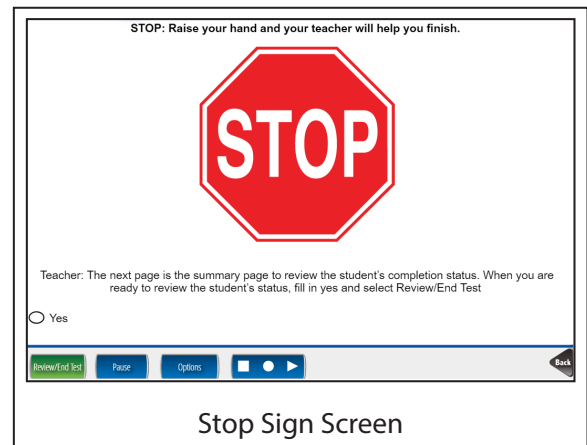 STOP: Raise your hand and your teacher will help you finish.
STOP
Teacher: The next page is the summary page to review the student's completion status. When you are
ready to review the student's status, fill in yes and select Review/End Test
Yes
Review/End Test Pause Options Back
Stop Sign Screen